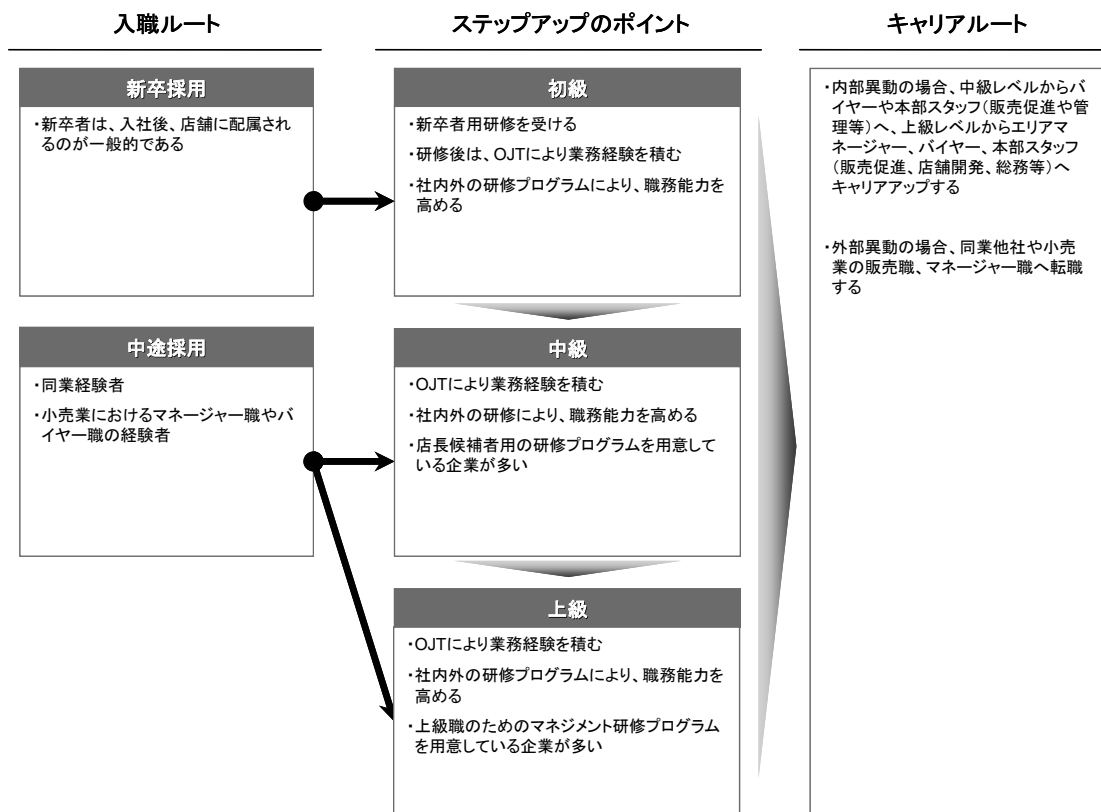 入職ルート
ステップアップのポイント
キャリアルート
新卒採用
・新卒者は、入社後、店舗に配属され
るのが一般的である
中途採用
・同業経験者
・小売業におけるマネージャー職やバ
イヤー職の経験者
初級
・新卒者用研修を受ける
・研修後は、OJTにより業務経験を積む
・社内外の研修プログラムにより、職務能力を
高める
中級
・OJTにより業務経験を積む
・社内外の研修により、職務能力を高める
・店長候補者用の研修プログラムを用意して
いる企業が多い
上級
・OJTにより業務経験を積む
・社内外の研修プログラムにより、職務能力を
高める
・上級職のためのマネジメント研修プログラム
を用意している企業が多い
・内部異動の場合、中級レベルからバ
イヤーや本部スタッフ(販売促進や管
理等)へ、上級レベルからエリアマ
ネージャー、バイヤー、本部スタッフ
(販売促進、店舗開発、総務等)へ
キャリアアップする
・外部異動の場合、同業他社や小売
業の販売職、マネージャー職へ転職
する